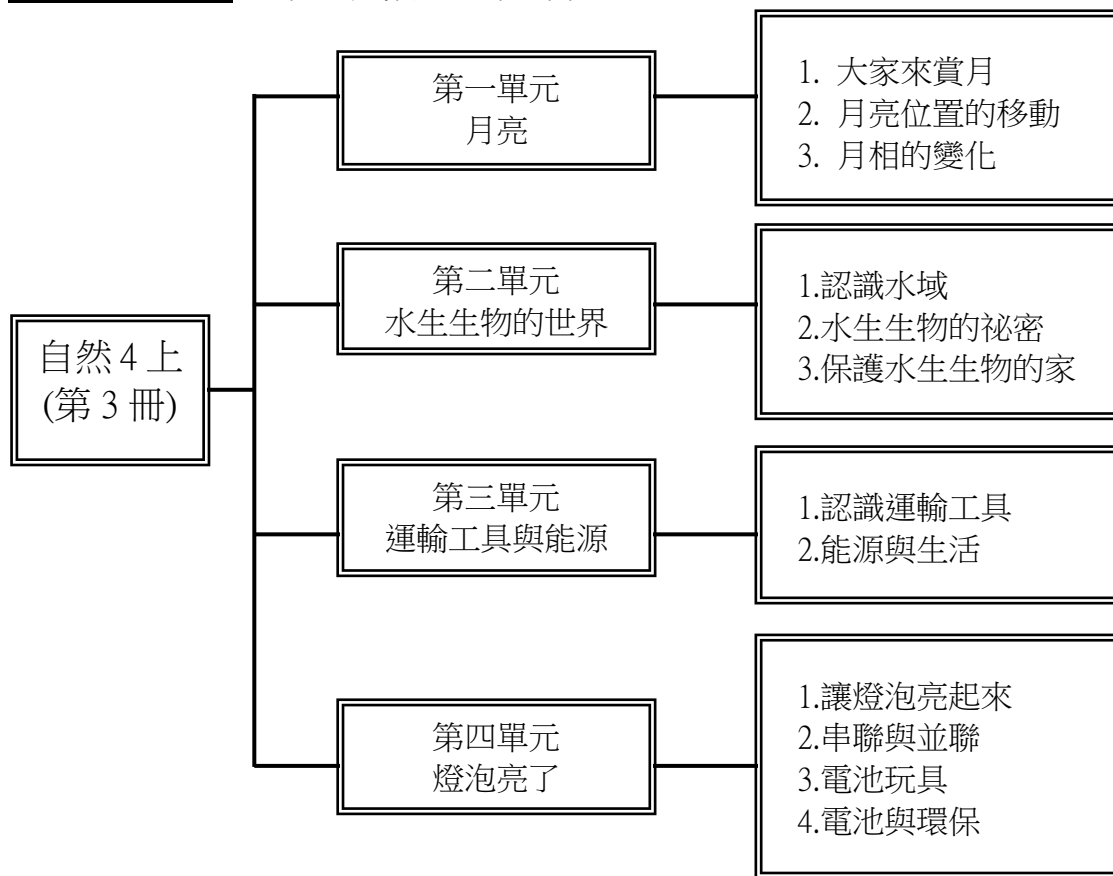 自然4上
(第3冊)
第一單元
月亮
1. 大家來賞月
2. 月亮位置的移動
3. 月相的變化
第二單元
水生生物的世界
1.認識水域
2.水生生物的祕密
3.保護水生生物的家
第三單元
運輸工具與能源
1.認識運輸工具
2.能源與生活
第四單元
燈泡亮了
1.讓燈泡亮起來
2.串聯與並聯
3.電池玩具
4.電池與環保